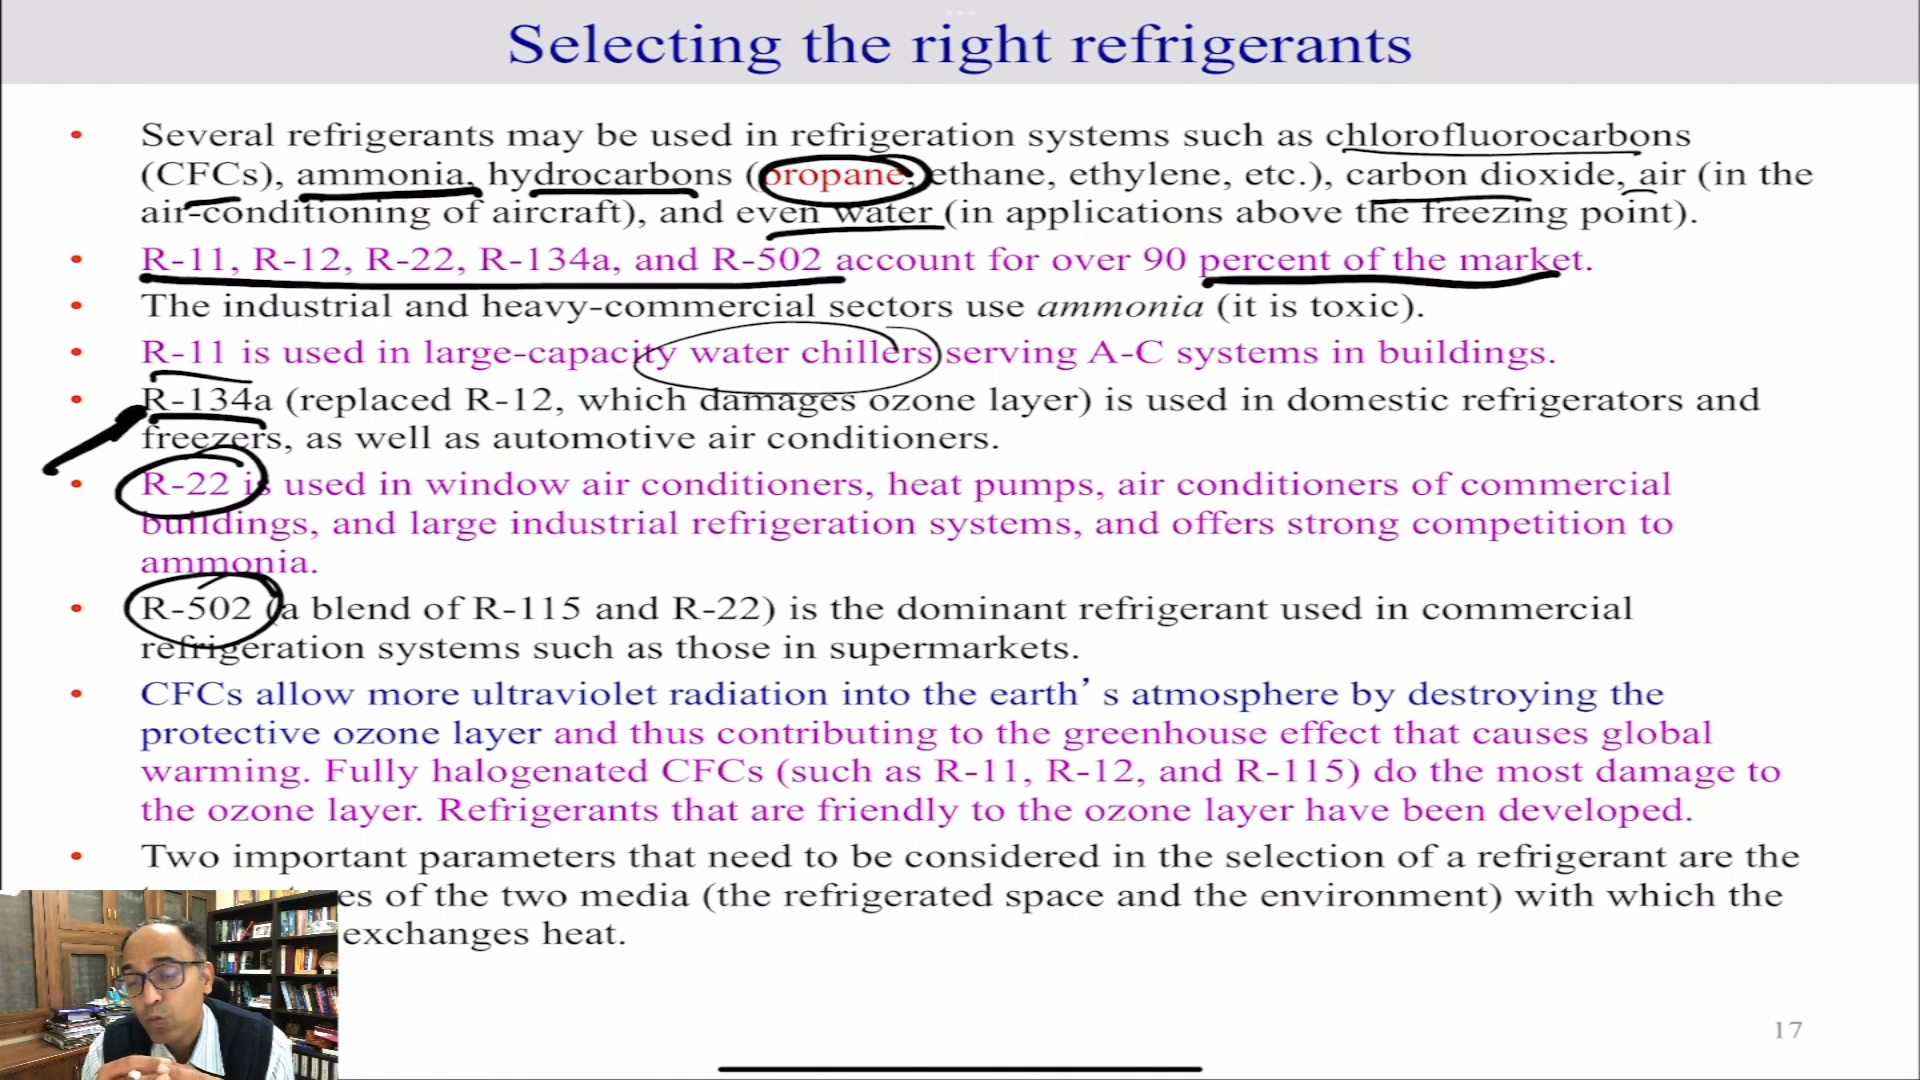 Selecting the right refrigerants
• Several refrigerants may be used in refrigeration systems such as chlorofluorocarbons
(CFCs), ammonia, hydrocarbons (propane, ethane, ethylene, etc.), carbon dioxide, air (in the
air-conditioning of aircraft), and even water (in applications above the freezing point).
• R-11, R-12, R-22, R-134a, and R-502 account for over 90 percent of the market.
• The industrial and heavy-commercial sectors use ammonia (it is toxic).
• R-11 is used in large-capacity water chillers serving A-C systems in buildings.
• R-134a (replaced R-12, which damages ozone layer) is used in domestic refrigerators and
freezers, as well as automotive air conditioners.
• R-22 is used in window air conditioners, heat pumps, air conditioners of commercial
buildings, and large industrial refrigeration systems, and offers strong competition to
ammonia.
• R-502 (a blend of R-115 and R-22) is the dominant refrigerant used in commercial
refrigeration systems such as those in supermarkets.
• CFCs allow more ultraviolet radiation into the earth’s atmosphere by destroying the
protective ozone layer and thus contributing to the greenhouse effect that causes global
warming. Fully halogenated CFCs (such as R-11, R-12, and R-115) do the most damage to
the ozone layer. Refrigerants that are friendly to the ozone layer have been developed.
• Two important parameters that need to be considered in the selection of a refrigerant are the
es of the two media (the refrigerated space and the environment) with which the
exchanges heat.
17